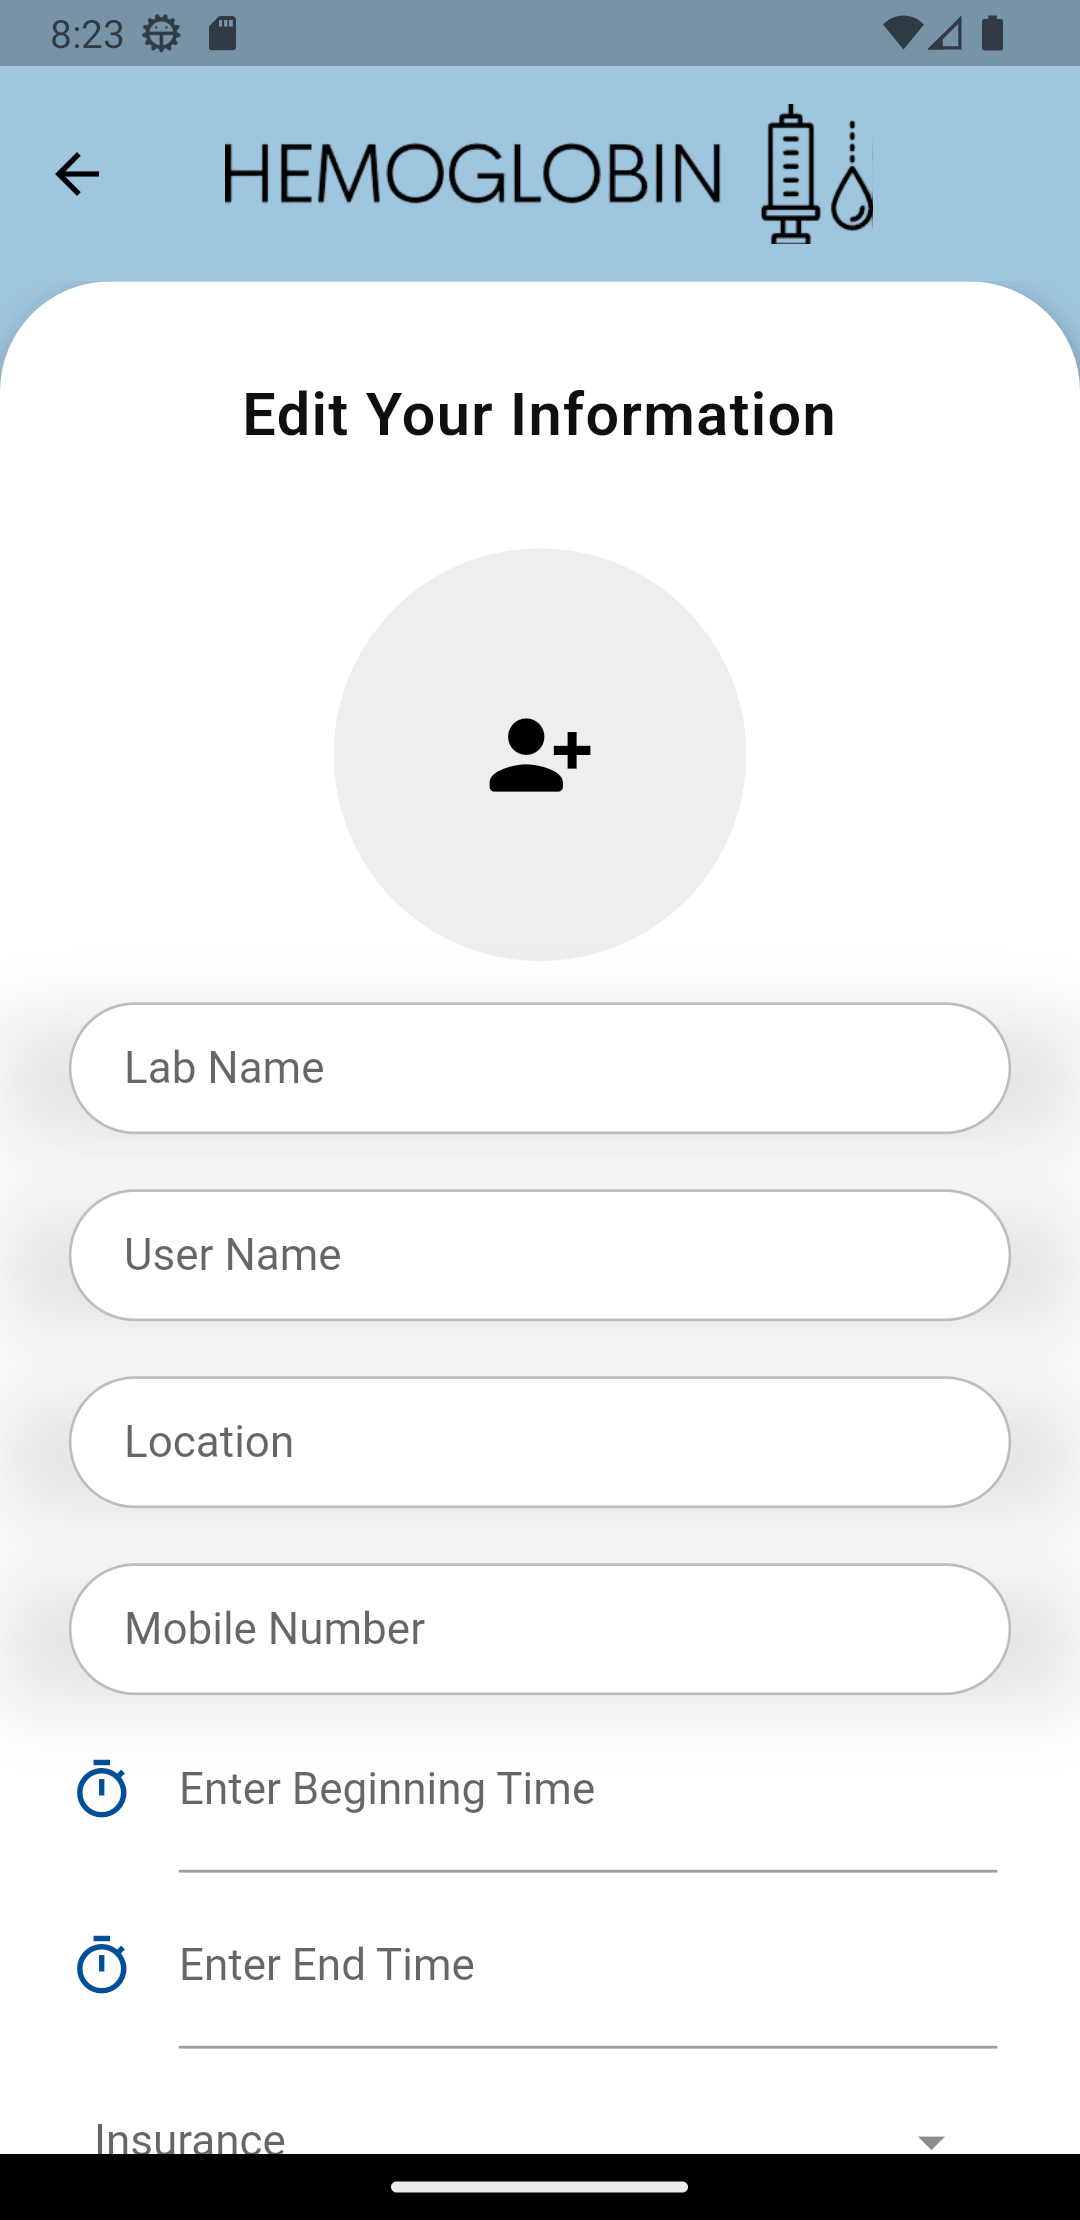 8:23
HEMOGLOBIN
Edit Your Information
Lab Name
User Name
Location
Mobile Number
Enter Beginning Time
Enter End Time
Insurance